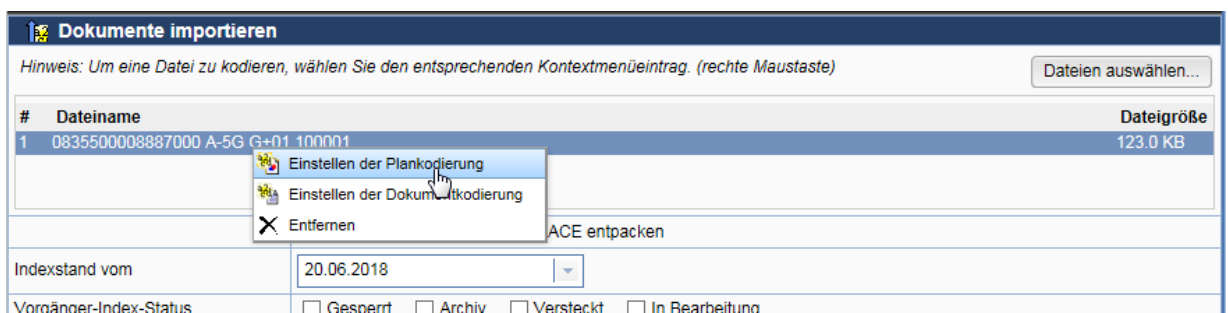 Dokumente importieren
Hinweis: Um eine Datei zu kodieren, wählen Sie den entsprechenden Kontextmenüeintrag. (rechte Maustaste)
Dateien auswählen...
# Dateiname Dateigröße
1 0835500008887000 A-5G G+01 100001 123.0 KB
Einstellen der Plankodierung
Einstellen der Dokumentkodierung
Entfernen
ACE entpacken
Indexstand vom 20.06.2018
Vorgänger-Index-Status Gesperrt Archiv Versteckt In Bearbeitung